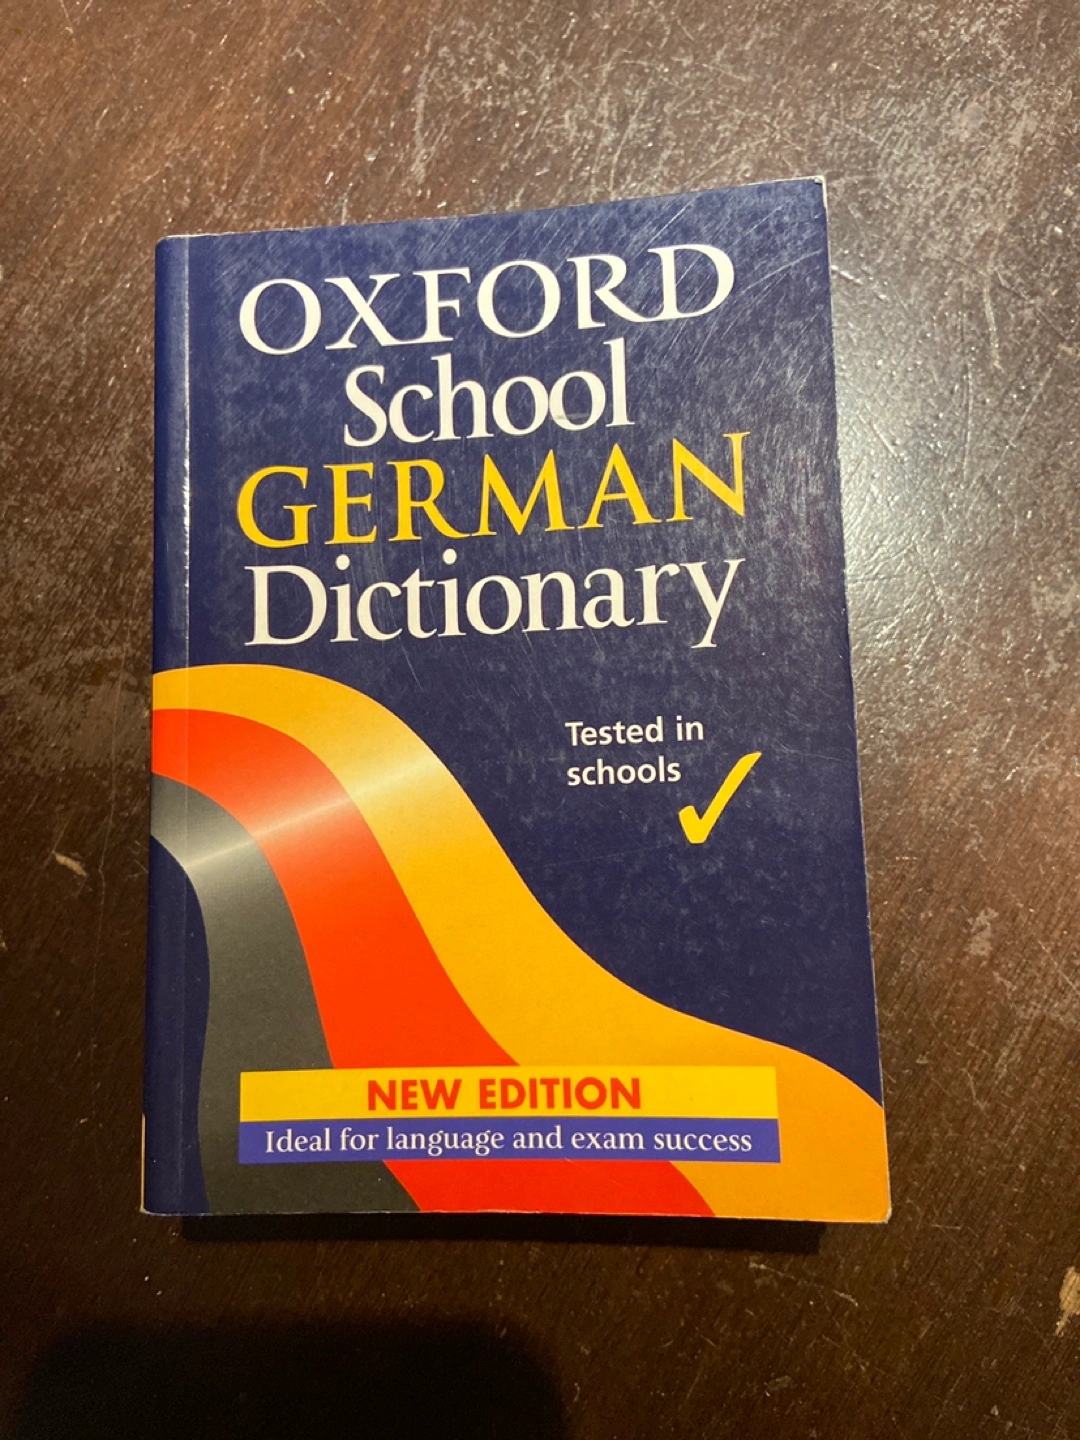 OXFORD
School
GERMAN
Dictionary
Tested in
schools
NEW EDITION
Ideal for language and exam success